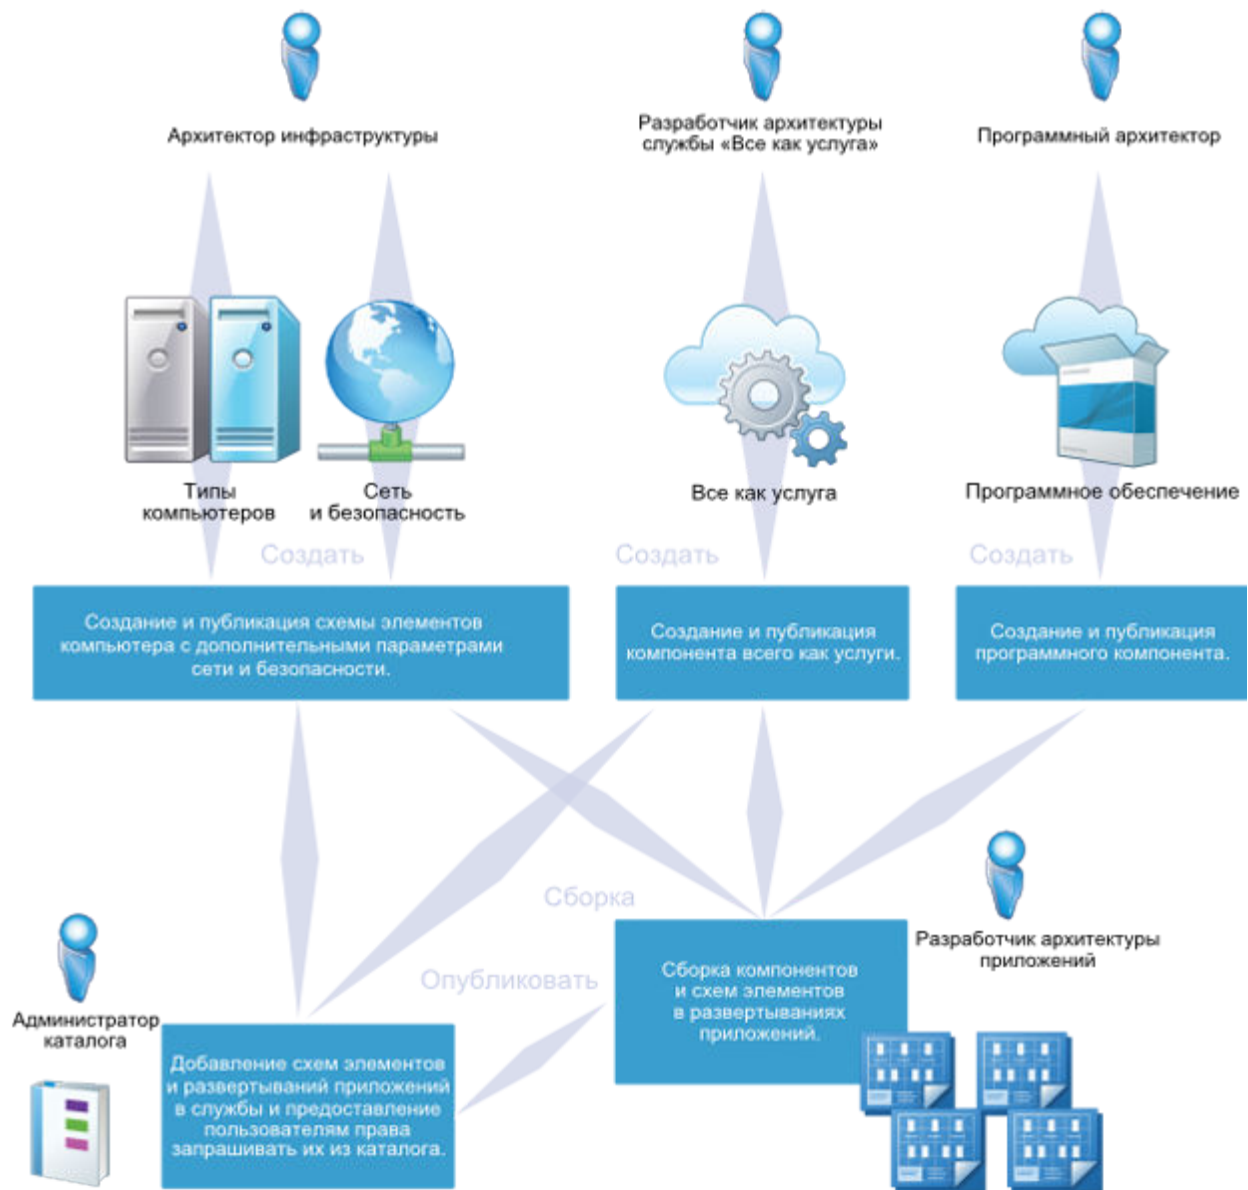 Архитектор инфраструктуры
Разработчик архитектуры
службы «Все как услуга»
Программный архитектор
Типы
компьютеров
Сеть
и безопасность
Все как услуга
Программное обеспечение
Создать
Создать
Создать
Создание и публикация схемы элементов
компьютера с дополнительными параметрами
сети и безопасности.
Создание и публикация
компонента всего как услуги.
Создание и публикация
программного компонента.
Сборка
Разработчик архитектуры
приложений
Сборка компонентов
и схем элементов
в развертываниях
приложений.
Опубликовать
Администратор
каталога
Добавление схем элементов
и развертываний приложений
в службы и предоставление
пользователям права
запрашивать их из каталога.